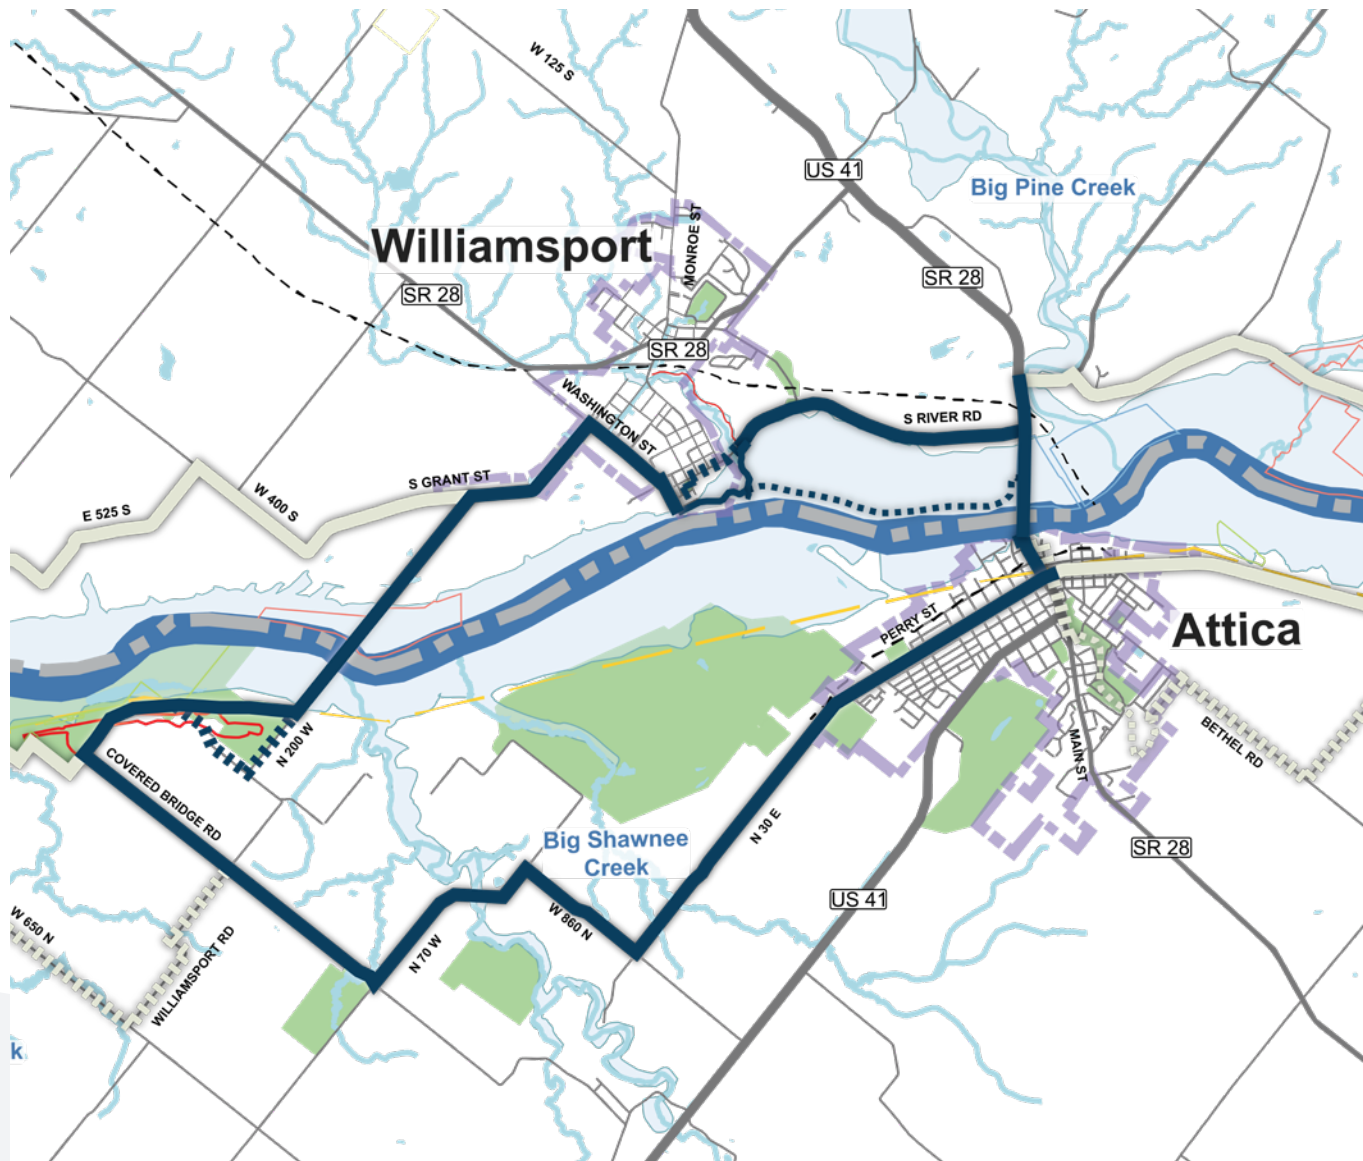 W 125 S
US 41
Big Pine Creek
MONROE ST
Williamsport
SR 28
SR 28
SR 28
WASHINGTON ST
S RIVER RD
S GRANT ST
W 400 S
E 525 S
PERRY ST
Attica
N 200 W
BETHEL RD
MAIN ST
COVERED BRIDGE RD
N 30 E
Big Shawnee
Creek
SR 28
US 41
W 860 N
W 650 N
N 70 W
WILLIAMSPORT RD
k